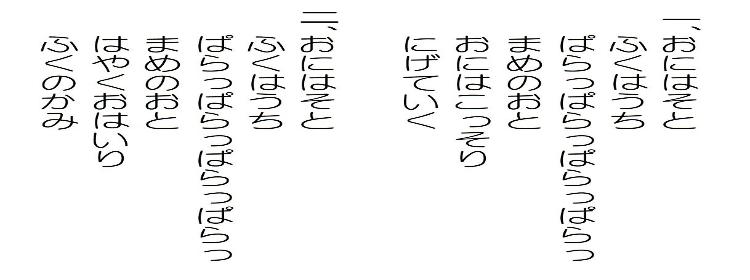 一、おにはそと
ふくはうち
ぱらっぱらっぱらっぱらっ
まめのおと
おにはこっそり
にげていく
二、おにはそと
ふくはうち
ぱらっぱらっぱらっぱらっ
まめのおと
はやくおはいり
ふくのかみ